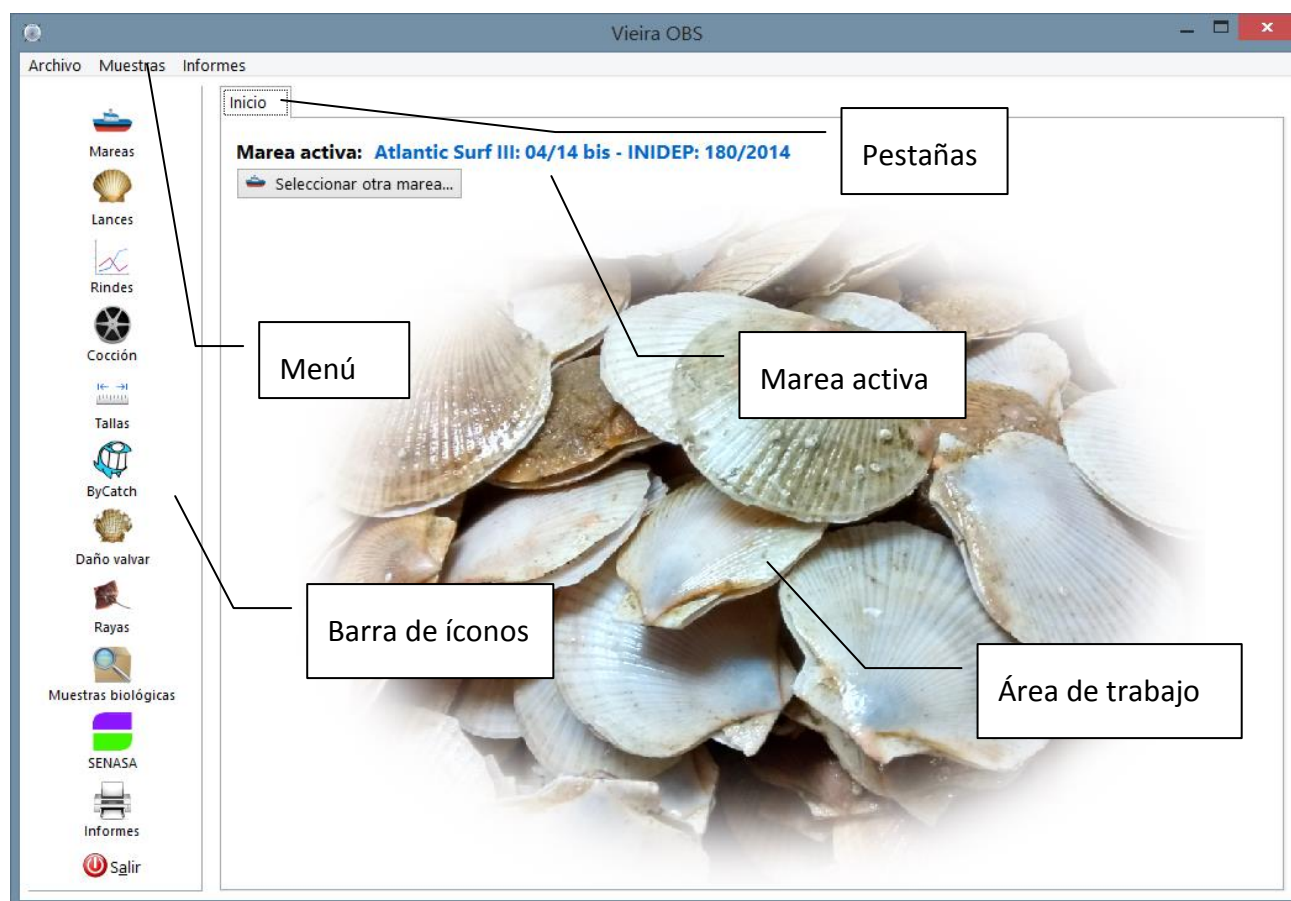 Vieira OBS
Archivo Muestras Informes
Inicio
Pestañas
Marea activa: Atlantic Surf III: 04/14 bis - INIDEP: 180/2014
Seleccionar otra marea...
Mareas
Lances
Rindes
Cocción
Tallas
ByCatch
Daño valvar
Rayas
Muestras biológicas
SENASA
Informes
Salir
Menú
Marea activa
Barra de íconos
Área de trabajo